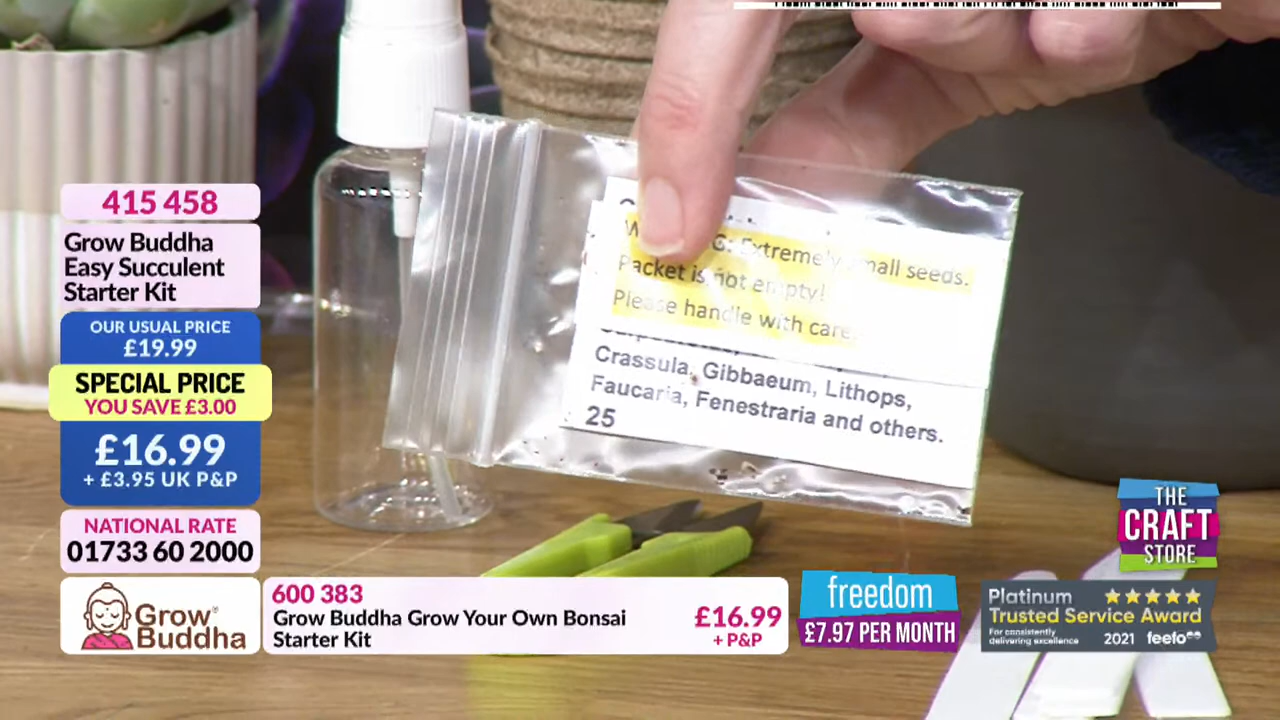 415 458
Grow Buddha
Easy Succulent
Starter Kit
OUR USUAL PRICE
£19.99
SPECIAL PRICE
YOU SAVE £3.00
£16.99
+ £3.95 UK P&P
NATIONAL RATE
01733 60 2000
Grow®
Buddha
600 383
Grow Buddha Grow Your Own Bonsai
Starter Kit
£16.99
+ P&P
freedom
£7.97 PER MONTH
THE
CRAFT
STORE
Platinum
Trusted Service Award
For consistently
delivering excellence
2021 feefo
Extremely small seeds.
Packet is not empty!
Please handle with care.
Crassula, Gibbaeum, Lithops,
Faucaria, Fenestraria and others.
25